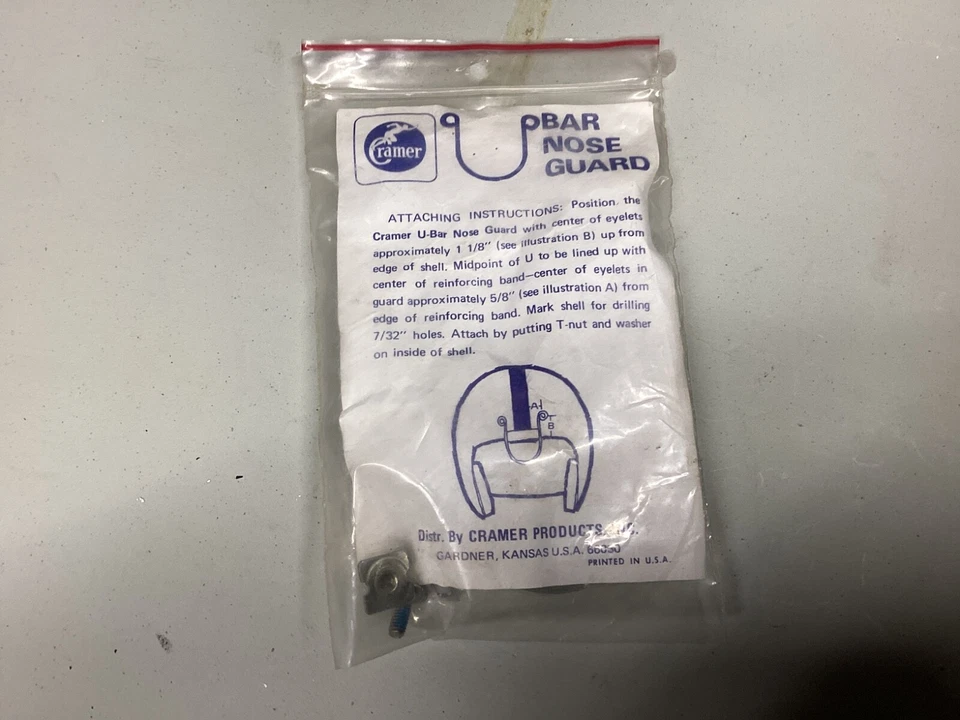 Cramer
U BAR
NOSE
GUARD
ATTACHING INSTRUCTIONS: Position the
Cramer U-Bar Nose Guard with center of eyelets
approximately 1 1/8" (see illustration B) up from
edge of shell. Midpoint of U to be lined up with
center of reinforcing band—center of eyelets in
guard approximately 5/8" (see illustration A) from
edge of reinforcing band. Mark shell for drilling
7/32" holes. Attach by putting T-nut and washer
on inside of shell.
A
B
Distr. By CRAMER PRODUCTS, INC.
GARDNER, KANSAS U.S.A. 66030
PRINTED IN U.S.A.